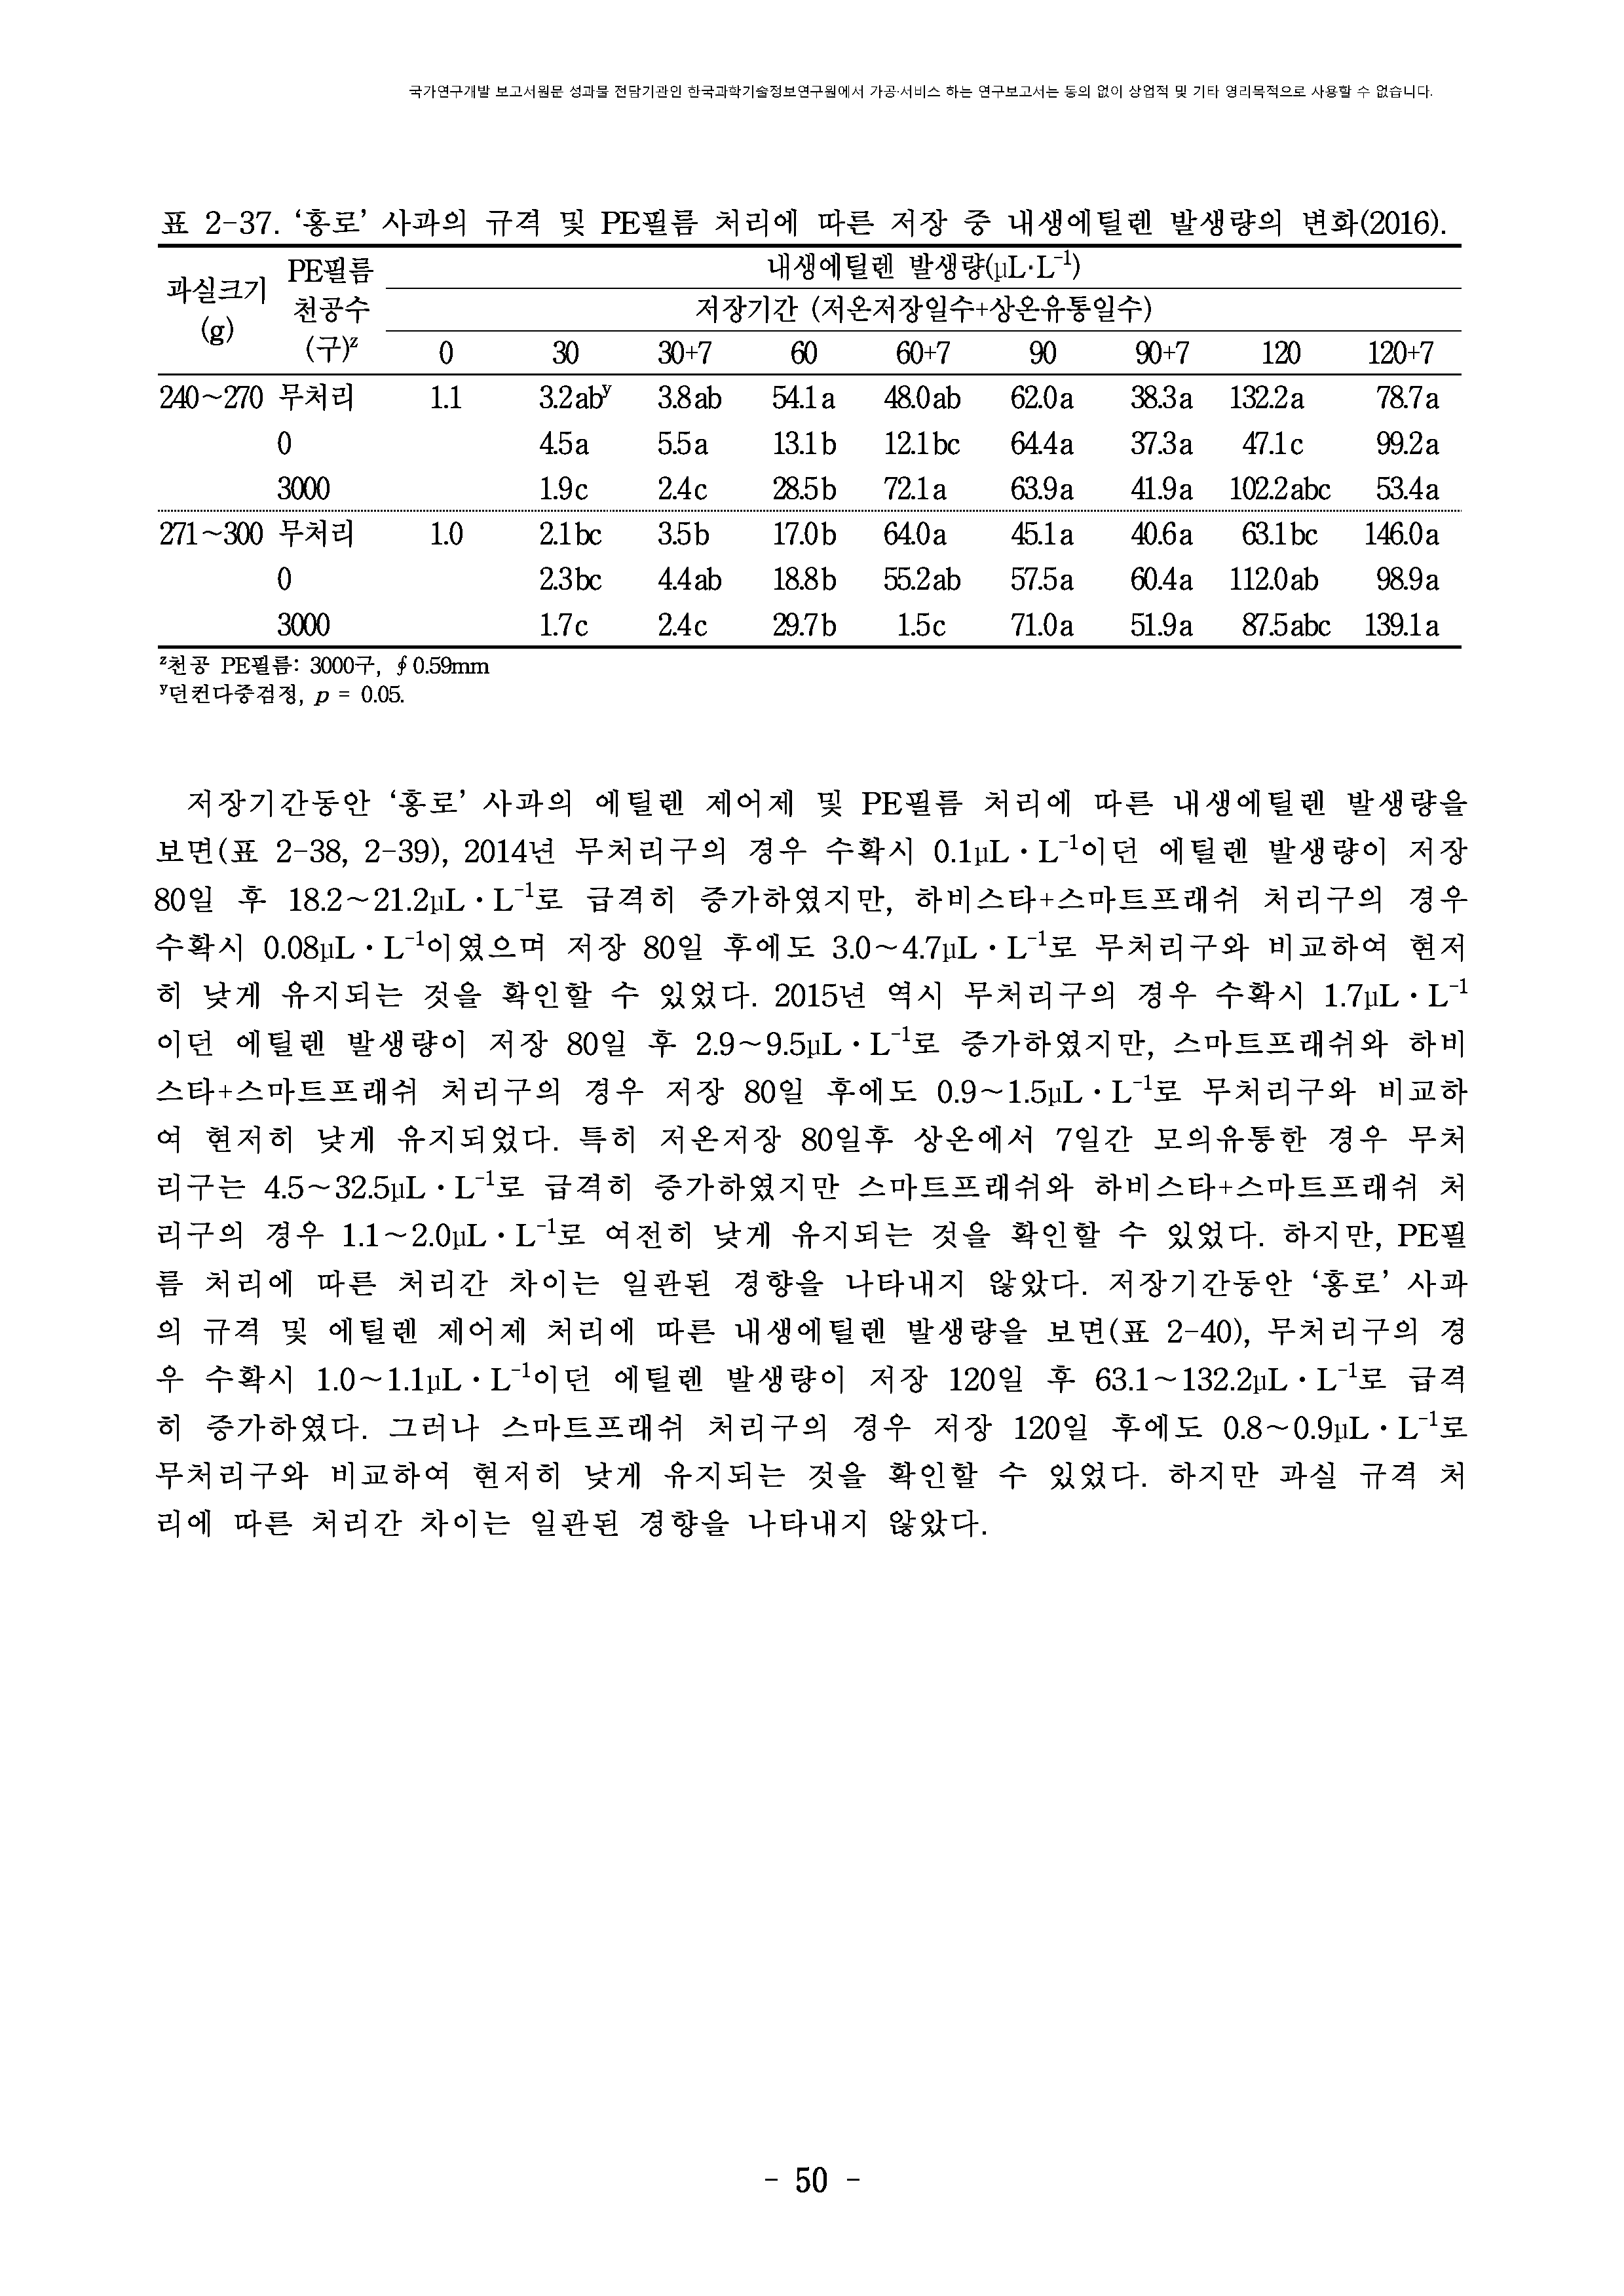 국가연구개발 보고서원문 성과물 전담기관인 한국과학기술정보연구원에서 가공·서비스 하는 연구보고서는 동의 없이 상업적 및 기타 영리목적으로 사용할 수 없습니다.
표 2-37. ‘홍로’ 사과의 규격 및 PE필름 처리에 따른 저장 중 내생에틸렌 발생량의 변화(2016).
과실크기 (g) PE필름 천공수 (구)ᶻ 내생에틸렌 발생량(μL·L⁻¹)
저장기간 (저온저장일수+상온유통일수)
0 30 30+7 60 60+7 90 90+7 120 120+7
240~270 무처리 1.1 3.2abʸ 3.8ab 54.1a 48.0ab 62.0a 38.3a 132.2a 78.7a
0 4.5a 5.5a 13.1b 12.1bc 64.4a 37.3a 47.1c 99.2a
3000 1.9c 2.4c 28.5b 72.1a 63.9a 41.9a 102.2abc 53.4a
271~300 무처리 1.0 2.1bc 3.5b 17.0b 64.0a 45.1a 40.6a 63.1bc 146.0a
0 2.3bc 4.4ab 18.8b 55.2ab 57.5a 60.4a 112.0ab 98.9a
3000 1.7c 2.4c 29.7b 1.5c 71.0a 51.9a 87.5abc 139.1a
ᶻ천공 PE필름: 3000구, ∮0.59mm
ʸ던컨다중검정, p = 0.05.
저장기간동안 ‘홍로’ 사과의 에틸렌 제어제 및 PE필름 처리에 따른 내생에틸렌 발생량을
보면(표 2-38, 2-39), 2014년 무처리구의 경우 수확시 0.1μL·L⁻¹이던 에틸렌 발생량이 저장
80일 후 18.2~21.2μL·L⁻¹로 급격히 증가하였지만, 하비스타+스마트프래쉬 처리구의 경우
수확시 0.08μL·L⁻¹이였으며 저장 80일 후에도 3.0~4.7μL·L⁻¹로 무처리구와 비교하여 현저
히 낮게 유지되는 것을 확인할 수 있었다. 2015년 역시 무처리구의 경우 수확시 1.7μL·L⁻¹
이던 에틸렌 발생량이 저장 80일 후 2.9~9.5μL·L⁻¹로 증가하였지만, 스마트프래쉬와 하비
스타+스마트프래쉬 처리구의 경우 저장 80일 후에도 0.9~1.5μL·L⁻¹로 무처리구와 비교하
여 현저히 낮게 유지되었다. 특히 저온저장 80일후 상온에서 7일간 모의유통한 경우 무처
리구는 4.5~32.5μL·L⁻¹로 급격히 증가하였지만 스마트프래쉬와 하비스타+스마트프래쉬 처
리구의 경우 1.1~2.0μL·L⁻¹로 여전히 낮게 유지되는 것을 확인할 수 있었다. 하지만, PE필
름 처리에 따른 처리간 차이는 일관된 경향을 나타내지 않았다. 저장기간동안 ‘홍로’ 사과
의 규격 및 에틸렌 제어제 처리에 따른 내생에틸렌 발생량을 보면(표 2-40), 무처리구의 경
우 수확시 1.0~1.1μL·L⁻¹이던 에틸렌 발생량이 저장 120일 후 63.1~132.2μL·L⁻¹로 급격
히 증가하였다. 그러나 스마트프래쉬 처리구의 경우 저장 120일 후에도 0.8~0.9μL·L⁻¹로
무처리구와 비교하여 현저히 낮게 유지되는 것을 확인할 수 있었다. 하지만 과실 규격 처
리에 따른 처리간 차이는 일관된 경향을 나타내지 않았다.
- 50 -